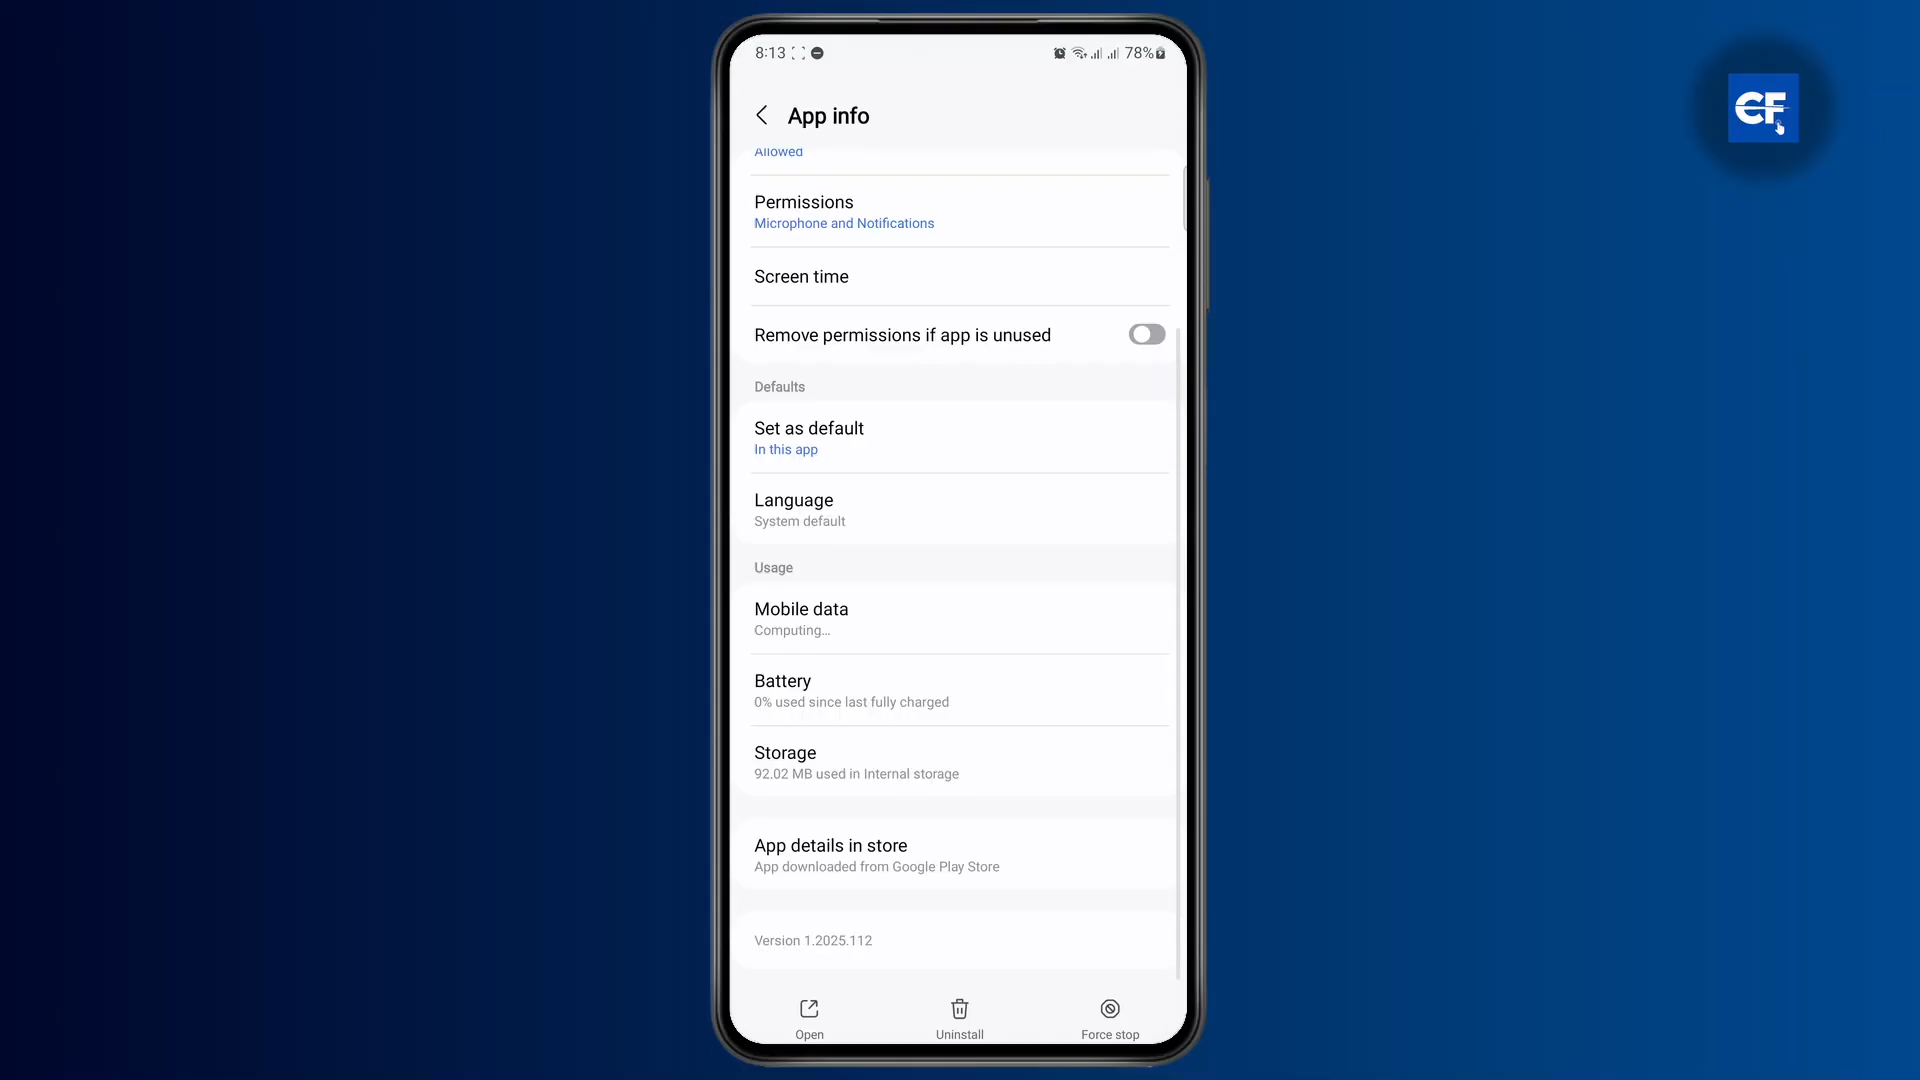 8:13
78%
CF
App info
Allowed
Permissions
Microphone and Notifications
Screen time
Remove permissions if app is unused
Defaults
Set as default
In this app
Language
System default
Usage
Mobile data
Computing...
Battery
0% used since last fully charged
Storage
92.02 MB used in Internal storage
App details in store
App downloaded from Google Play Store
Version 1.2025.112
Open
Uninstall
Force stop